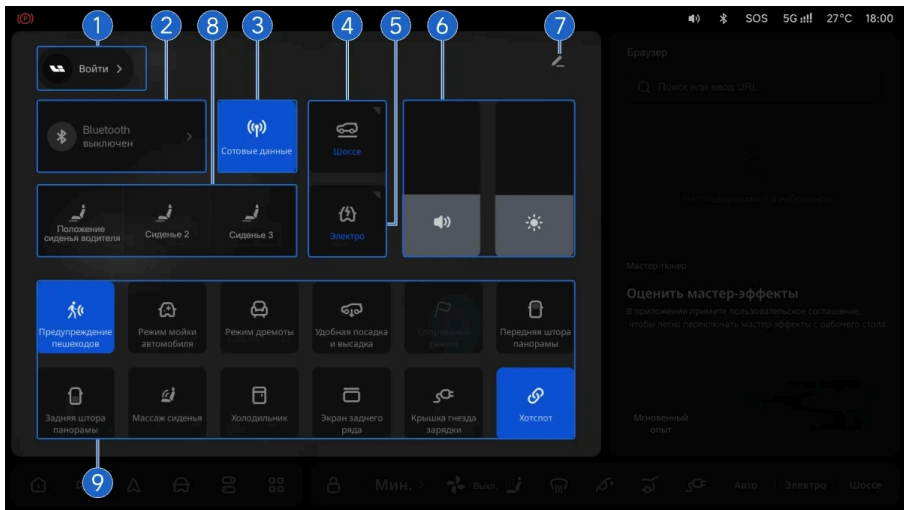 1
2
8
3
4
5
6
7
SOS 5G 27°C 18:00
Войти
Браузер
Поиск или ввод URL
Bluetooth
выключен
Сотовые данные
Шоссе
Положение
сиденья водителя
Сиденье 2
Сиденье 3
Электро
Мастер-тюнер
Оценить мастер-эффекты
В приложении примите пользовательское соглашение,
чтобы легко переключать мастер-эффекты с рабочего стола.
Предупреждение
пешеходов
Режим мойки
автомобиля
Режим дремоты
Удобная посадка
и высадка
Передняя штора
панорамы
Задняя штора
панорамы
Массаж сиденья
Холодильник
Экран заднего
ряда
Крышка гнезда
зарядки
Хотспот
Мгновенный
опыт
9
Мин.
Выкл.
Авто
Электро
Шоссе